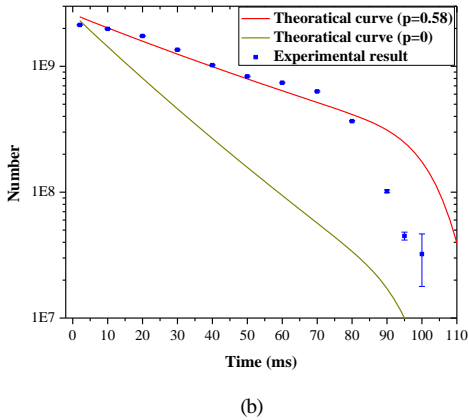 Theoratical curve (p=0.58)
Theoratical curve (p=0)
Experimental result
1E9
1E8
1E7
Number
0 10 20 30 40 50 60 70 80 90 100 110
Time (ms)
(b)